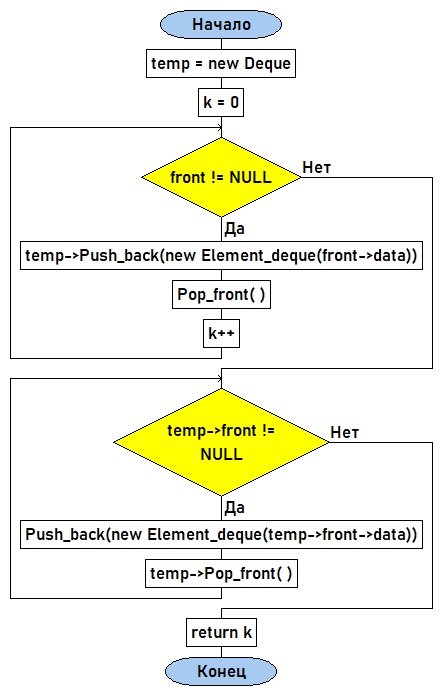 Начало
temp = new Deque
k = 0
front != NULL
Нет
Да
temp->Push_back(new Element_deque(front->data))
Pop_front( )
k++
temp->front !=
NULL
Нет
Да
Push_back(new Element_deque(temp->front->data))
temp->Pop_front( )
return k
Конец